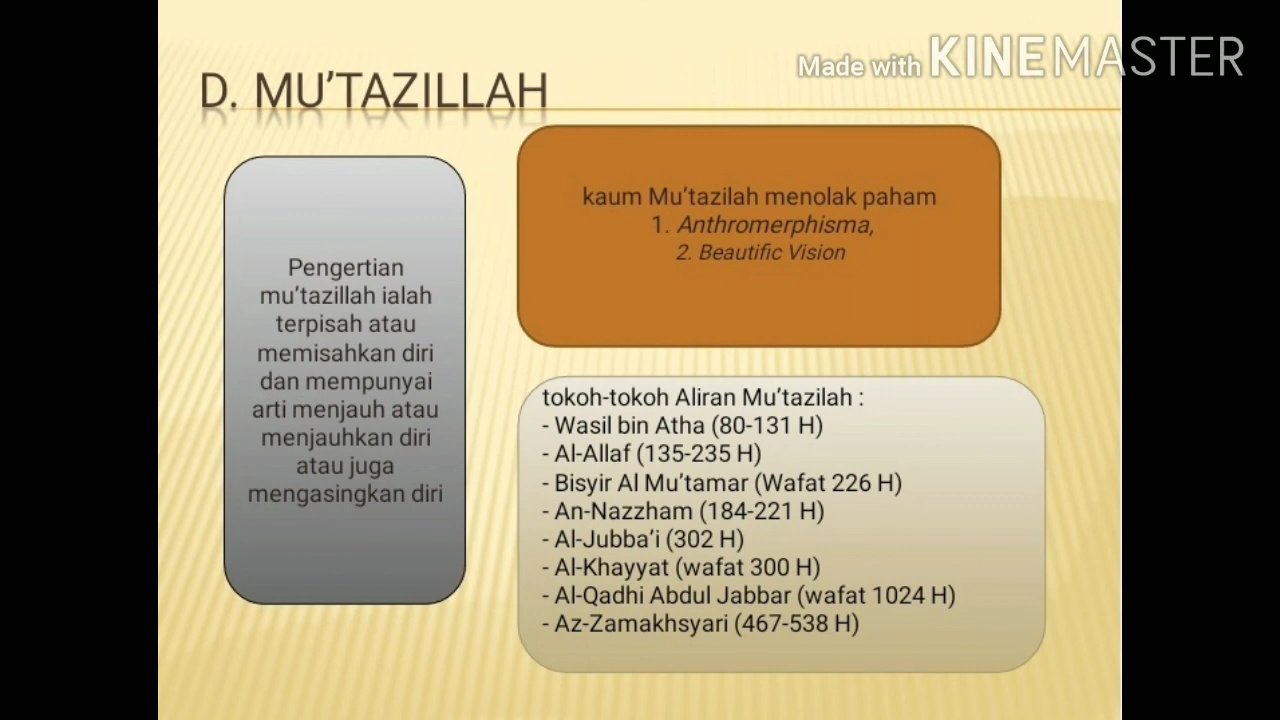 Made with KINEMASTER
D. MU'TAZILLAH
Pengertian
mu'tazillah ialah
terpisah atau
memisahkan diri
dan mempunyai
arti menjauh atau
menjauhkan diri
atau juga
mengasingkan diri
kaum Mu'tazilah menolak paham
1. Anthromerphisma,
2. Beautific Vision
tokoh-tokoh Aliran Mu'tazilah :
- Wasil bin Atha (80-131 H)
- Al-Allaf (135-235 H)
- Bisyir Al Mu'tamar (Wafat 226 H)
- An-Nazzham (184-221 H)
- Al-Jubba'i (302 H)
- Al-Khayyat (wafat 300 H)
- Al-Qadhi Abdul Jabbar (wafat 1024 H)
- Az-Zamakhsyari (467-538 H)